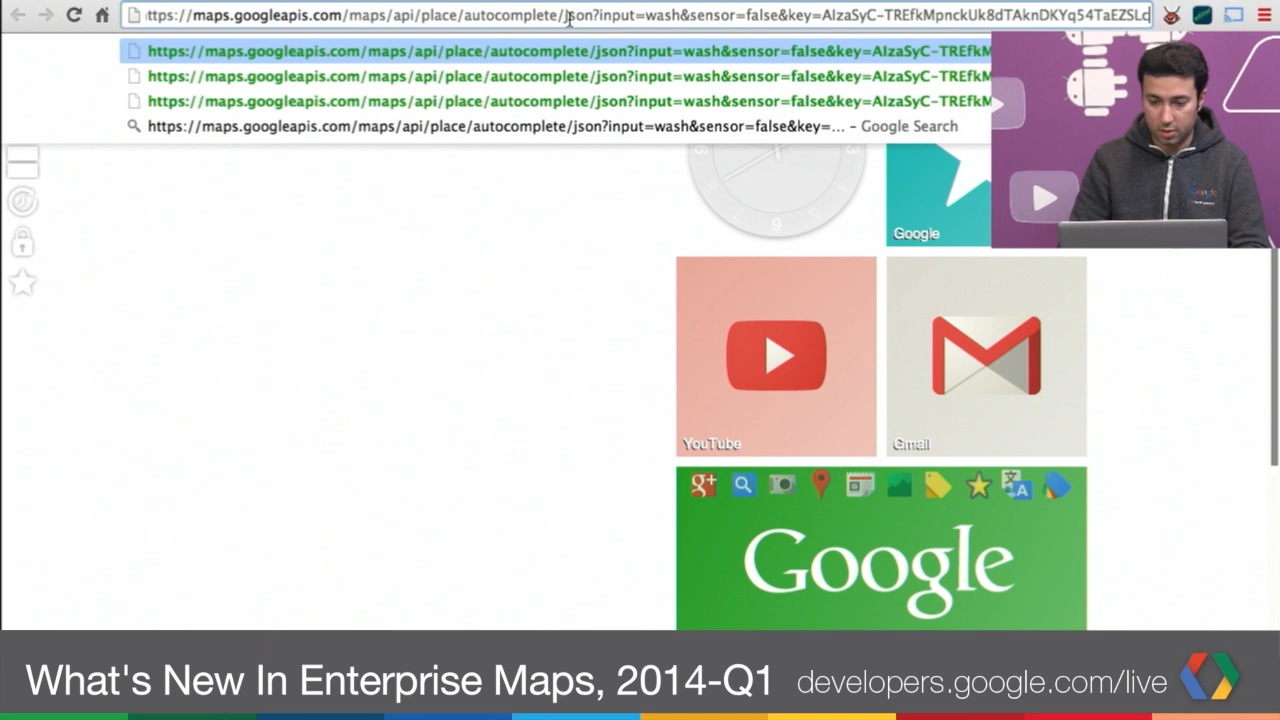 ttps://maps.googleapis.com/maps/api/place/autocomplete/json?input=wash&sensor=false&key=AIzaSyC-TREfkMpnckUk8dTAknDKYq54TaEZSLc
https://maps.googleapis.com/maps/api/place/autocomplete/json?input=wash&sensor=false&key=AIzaSyC-TREfkM
https://maps.googleapis.com/maps/api/place/autocomplete/json?input=wash&sensor=false&key=AIzaSyC-TREfkM
https://maps.googleapis.com/maps/api/place/autocomplete/json?input=wash&sensor=false&key=AIzaSyC-TREfkM
https://maps.googleapis.com/maps/api/place/autocomplete/json?input=wash&sensor=false&key=... - Google Search
Google
Google
YouTube
Gmail
g+
文A
Google
What's New In Enterprise Maps, 2014-Q1
developers.google.com/live